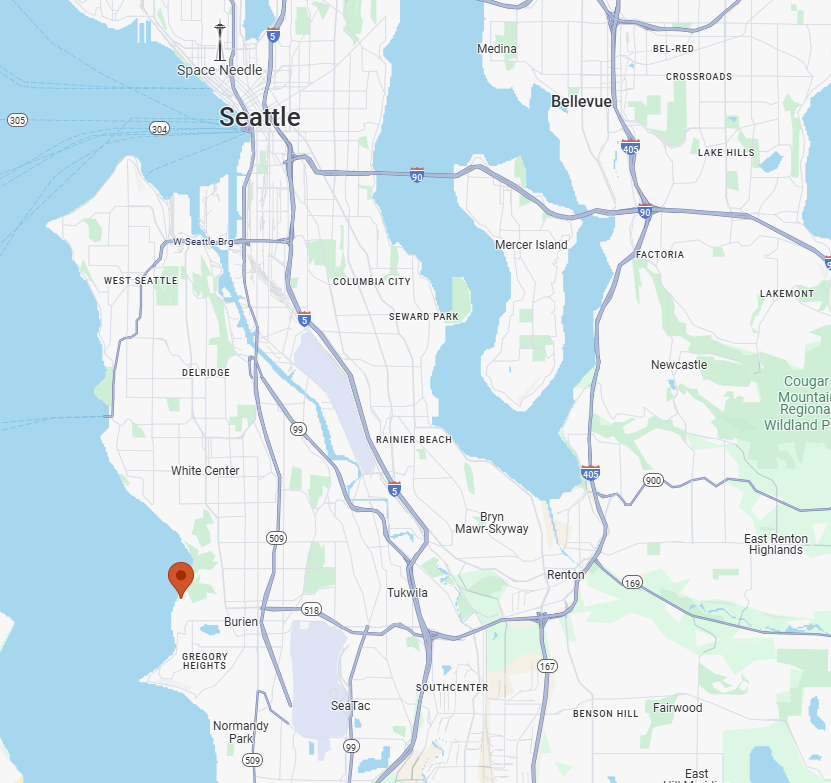 5
Medina
BEL-RED
Space Needle
CROSSROADS
Bellevue
Seattle
305
304
405
LAKE HILLS
90
90
W Seattle Brg
Mercer Island
FACTORIA
WEST SEATTLE
COLUMBIA CITY
LAKEMONT
SEWARD PARK
5
Newcastle
DELRIDGE
Cougar
Mountain
Regiona
Wildland P
99
RAINIER BEACH
White Center
405
900
5
Bryn
Mawr-Skyway
509
East Renton
Highlands
Renton
169
Tukwila
518
Burien
GREGORY
HEIGHTS
167
SOUTHCENTER
SeaTac
BENSON HILL
Fairwood
Normandy
Park
99
509
East